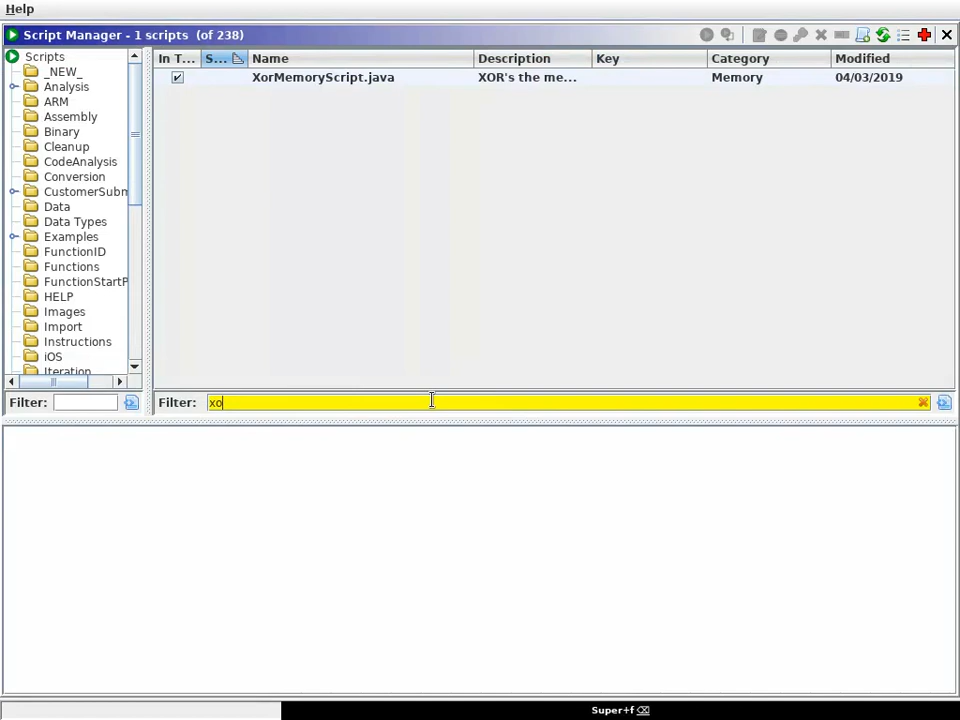 Help
Script Manager - 1 scripts (of 238)
Scripts
_NEW_
Analysis
ARM
Assembly
Binary
Cleanup
CodeAnalysis
Conversion
CustomerSubm
Data
Data Types
Examples
FunctionID
Functions
FunctionStartP
HELP
Images
Import
Instructions
iOS
Iteration
Filter:
In T... S... Name Description Key Category Modified
XorMemoryScript.java XOR's the me... Memory 04/03/2019
Filter: xo
Super+f ⌫